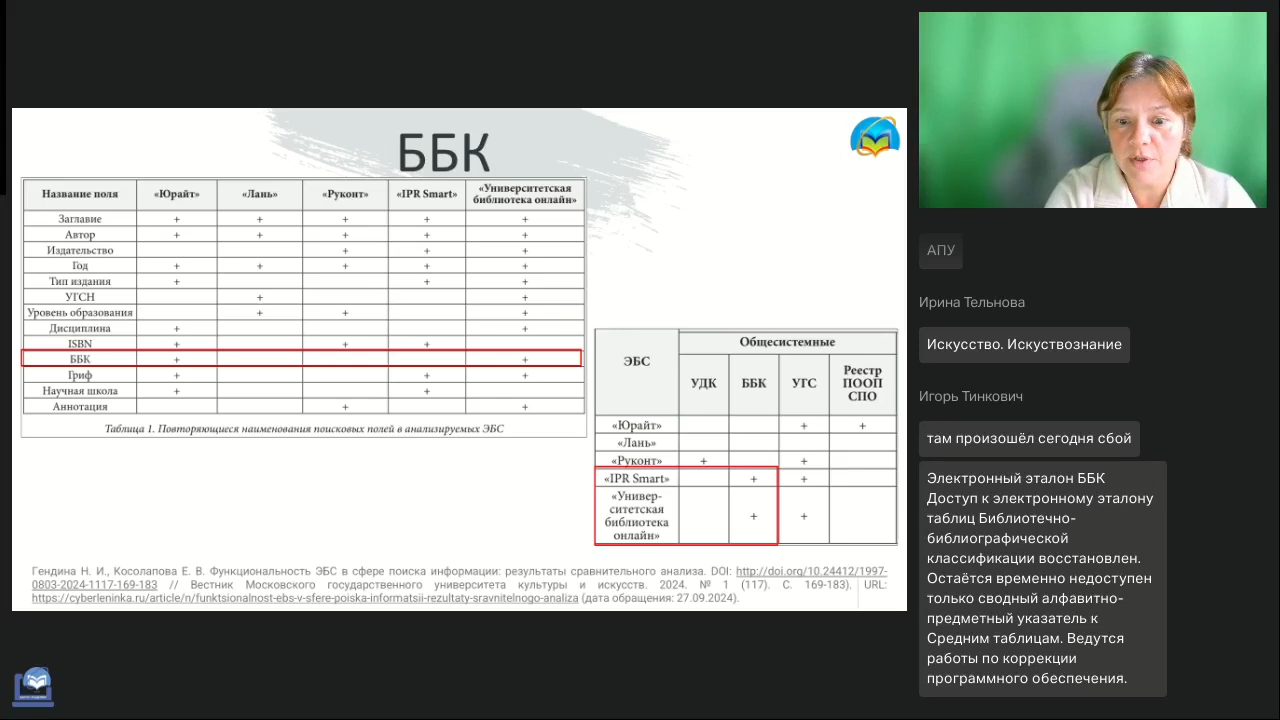 ББК
Название поля «Юрайт» «Лань» «Руконт» «IPR Smart» «Университетская библиотека онлайн»
Заглавие + + + + +
Автор + + + + +
Издательство + + +
Год + + + + +
Тип издания + + +
УГСН + +
Уровень образования + + +
Дисциплина + +
ISBN + + +
ББК + +
Гриф + + +
Научная школа + +
Аннотация + +
Таблица 1. Повторяющиеся наименования поисковых полей в анализируемых ЭБС
ЭБС Общесистемные
УДК ББК УГС Реестр ПООП СПО
«Юрайт» + +
«Лань»
«Руконт» + +
«IPR Smart» + +
«Универ-
ситетская
библиотека
онлайн» + +
Гендина Н. И., Косолапова Е. В. Функциональность ЭБС в сфере поиска информации: результаты сравнительного анализа. DOI: http://doi.org/10.24412/1997-
0803-2024-1117-169-183 // Вестник Московского государственного университета культуры и искусств. 2024. № 1 (117). С. 169-183). URL:
https://cyberleninka.ru/article/n/funktsionalnost-ebs-v-sfere-poiska-informatsii-rezultaty-sravnitelnogo-analiza (дата обращения: 27.09.2024).
АПУ
Ирина Тельнова
Искусство. Искуствознание
Игорь Тинкович
там произошёл сегодня сбой
Электронный эталон ББК
Доступ к электронному эталону
таблиц Библиотечно-
библиографической
классификации восстановлен.
Остаётся временно недоступен
только сводный алфавитно-
предметный указатель к
Средним таблицам. Ведутся
работы по коррекции
программного обеспечения.